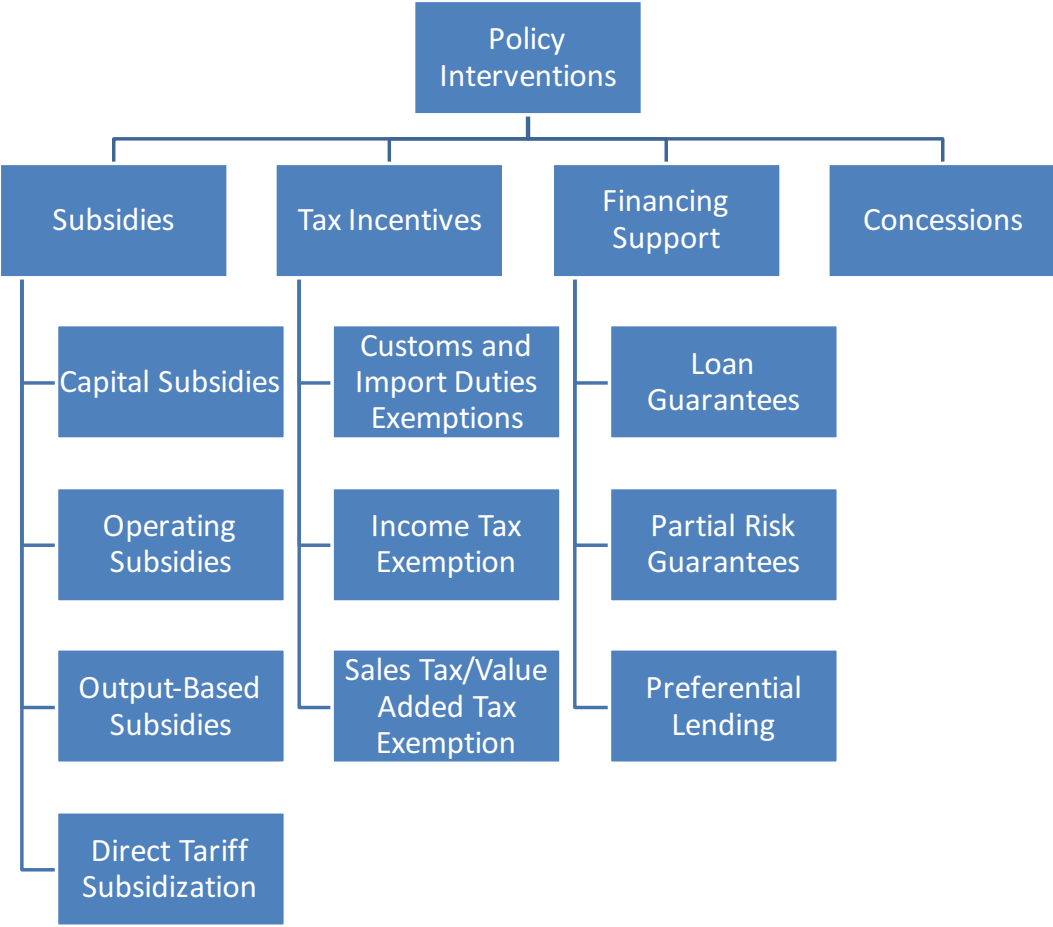 Policy
Interventions
Subsidies
Tax Incentives
Financing
Support
Concessions
Capital Subsidies
Operating
Subsidies
Output-Based
Subsidies
Direct Tariff
Subsidization
Customs and
Import Duties
Exemptions
Income Tax
Exemption
Sales Tax/Value
Added Tax
Exemption
Loan
Guarantees
Partial Risk
Guarantees
Preferential
Lending